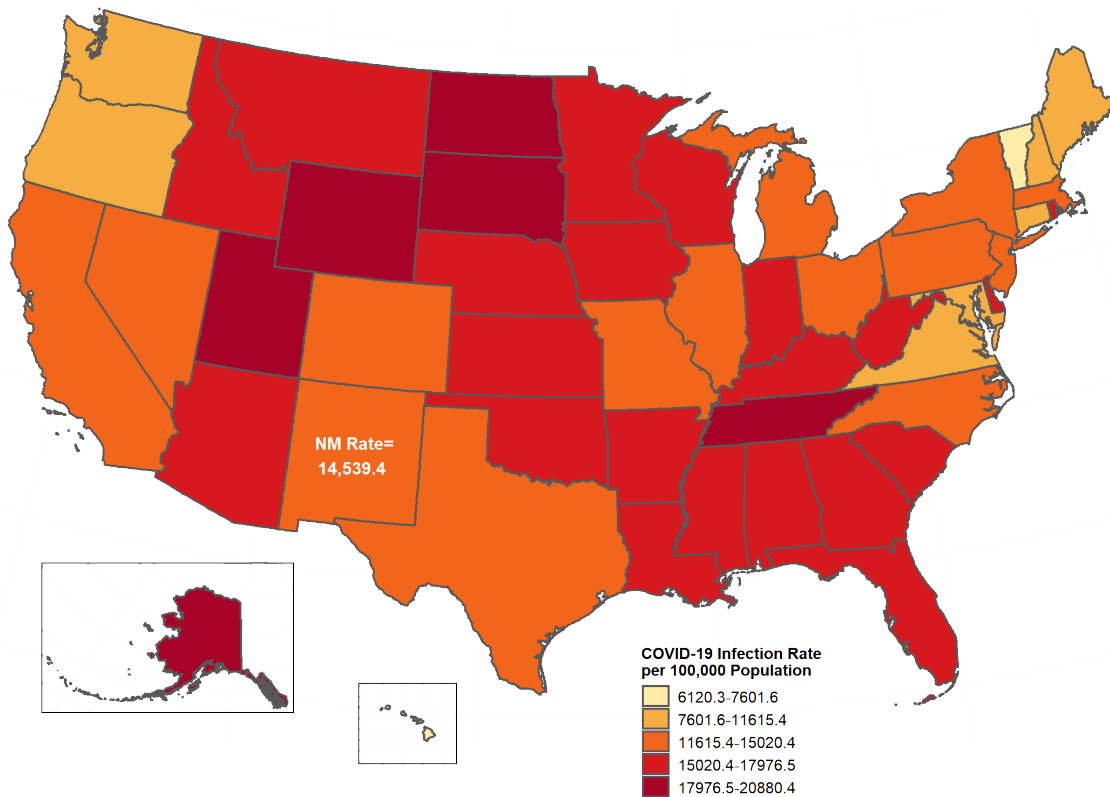 NM Rate=
14,539.4
COVID-19 Infection Rate
per 100,000 Population
6120.3-7601.6
7601.6-11615.4
11615.4-15020.4
15020.4-17976.5
17976.5-20880.4